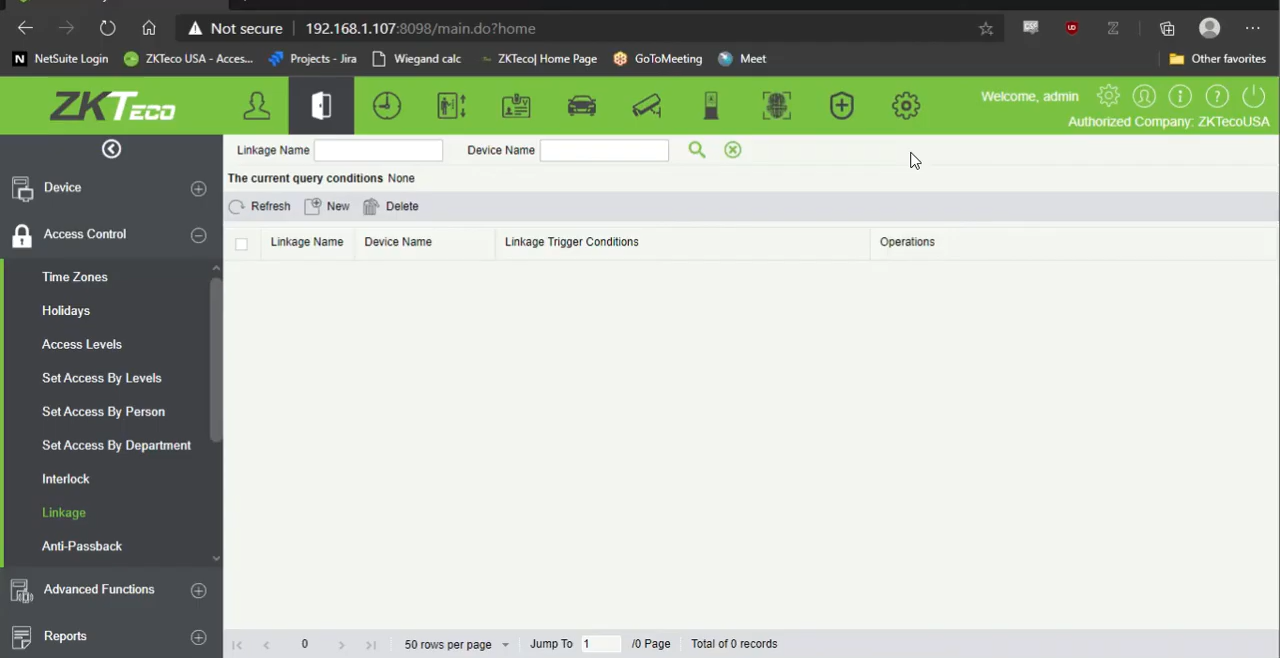 Not secure 192.168.1.107:8098/main.do?home
N NetSuite Login ZKTeco USA - Acces... Projects - Jira Wiegand calc ZKTeco| Home Page GoToMeeting Meet Other favorites
ZKTECO Welcome, admin
Authorized Company: ZKTecoUSA
Linkage Name Device Name
The current query conditions None
Refresh New Delete
Linkage Name Device Name Linkage Trigger Conditions Operations
Device
Access Control
Time Zones
Holidays
Access Levels
Set Access By Levels
Set Access By Person
Set Access By Department
Interlock
Linkage
Anti-Passback
Advanced Functions
Reports
0 50 rows per page Jump To 1 /0 Page Total of 0 records